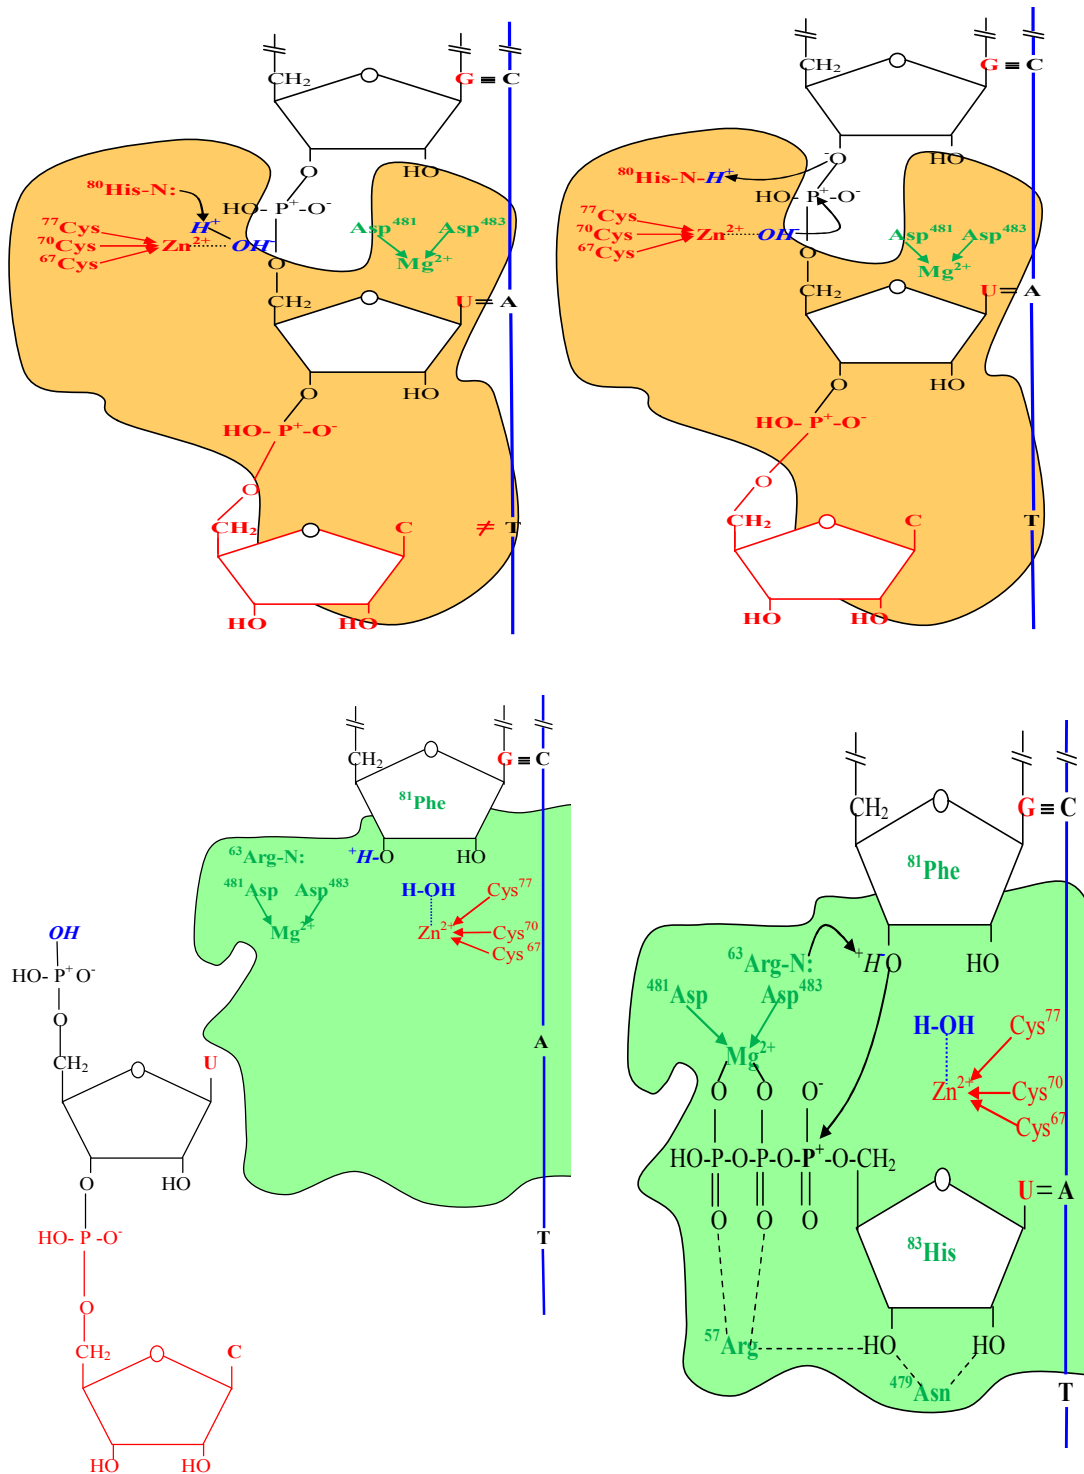 CH₂ G ≡ C
HO
O
⁸⁰His-N:
HO- P⁺-O⁻
H⁺
⁷⁷Cys
⁷⁰Cys Zn²⁺ OH⁻
⁶⁷Cys
Asp⁴⁸¹ Asp⁴⁸³
Mg²⁺
O
CH₂ U = A
O HO
HO- P⁺-O⁻
O
CH₂ C ≠ T
HO HO
CH₂ G ≡ C
⁻O HO
⁸⁰His-N-H⁺
HO- P⁺-O⁻
⁷⁷Cys
⁷⁰Cys Zn²⁺ OH⁻
⁶⁷Cys
Asp⁴⁸¹ Asp⁴⁸³
Mg²⁺
O
CH₂ U = A
O HO
HO- P⁺-O⁻
O
CH₂ C T
HO HO
CH₂ G ≡ C
⁸¹Phe
⁶³Arg-N: ⁺H-O HO
⁴⁸¹Asp Asp⁴⁸³ H-OH Cys⁷⁷
Mg²⁺ Zn²⁺ Cys⁷⁰
Cys⁶⁷
OH
HO- P⁺ O⁻
O
CH₂ U A
O HO
HO- P -O⁻ T
O
CH₂ C
HO HO
CH₂ G ≡ C
⁸¹Phe
⁶³Arg-N: ⁺H⁻O HO
⁴⁸¹Asp Asp⁴⁸³ H-OH Cys⁷⁷
Mg²⁺ Zn²⁺ Cys⁷⁰
O O O⁻ Cys⁶⁷
HO-P-O-P-O-P⁺-O-CH₂
O O O U = A
⁸³His
⁵⁷Arg HO HO
⁴⁷⁹Asn T